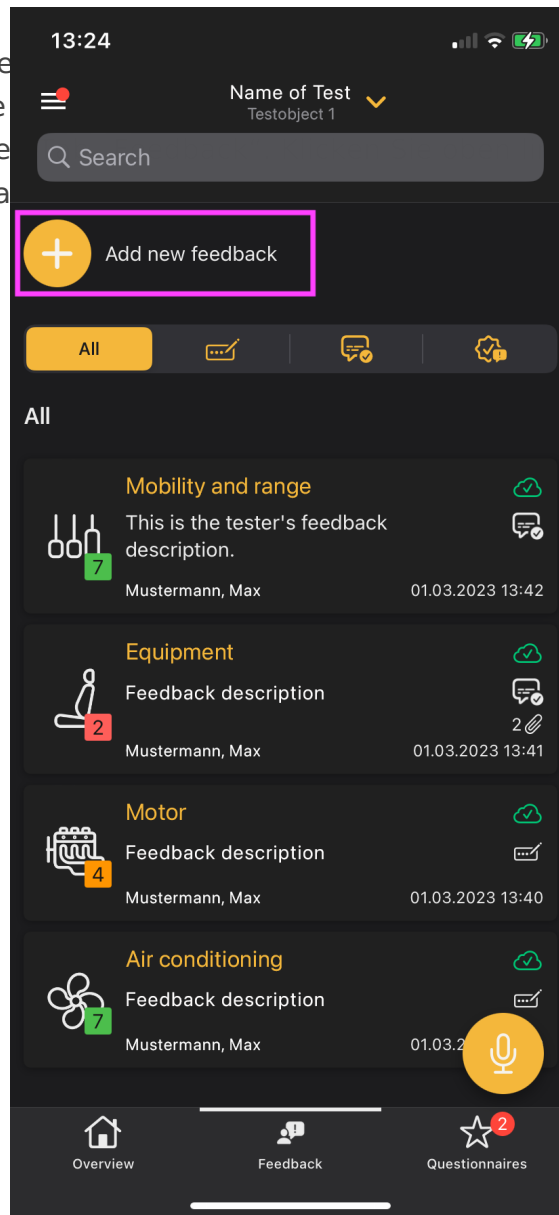 13:24
Name of Test
Testobject 1
Search
Add new feedback
All
All
Mobility and range
This is the tester's feedback
description.
7
Mustermann, Max 01.03.2023 13:42
Equipment
Feedback description
2
2
Mustermann, Max 01.03.2023 13:41
Motor
Feedback description
4
Mustermann, Max 01.03.2023 13:40
Air conditioning
Feedback description
7
Mustermann, Max 01.03.2
2
Overview Feedback Questionnaires